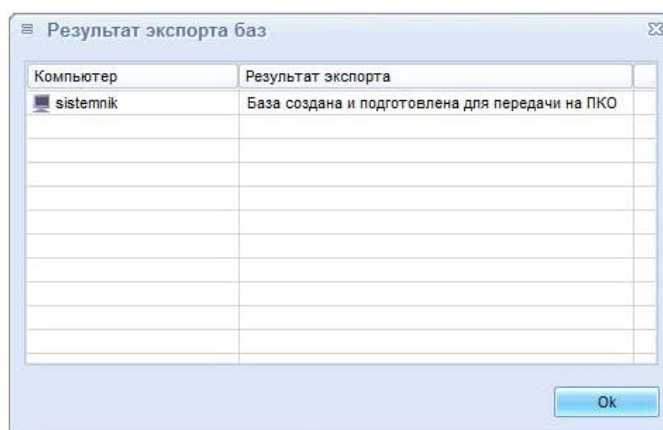 Результат экспорта баз
Компьютер Результат экспорта
sistemnik База создана и подготовлена для передачи на ПКО
Ok